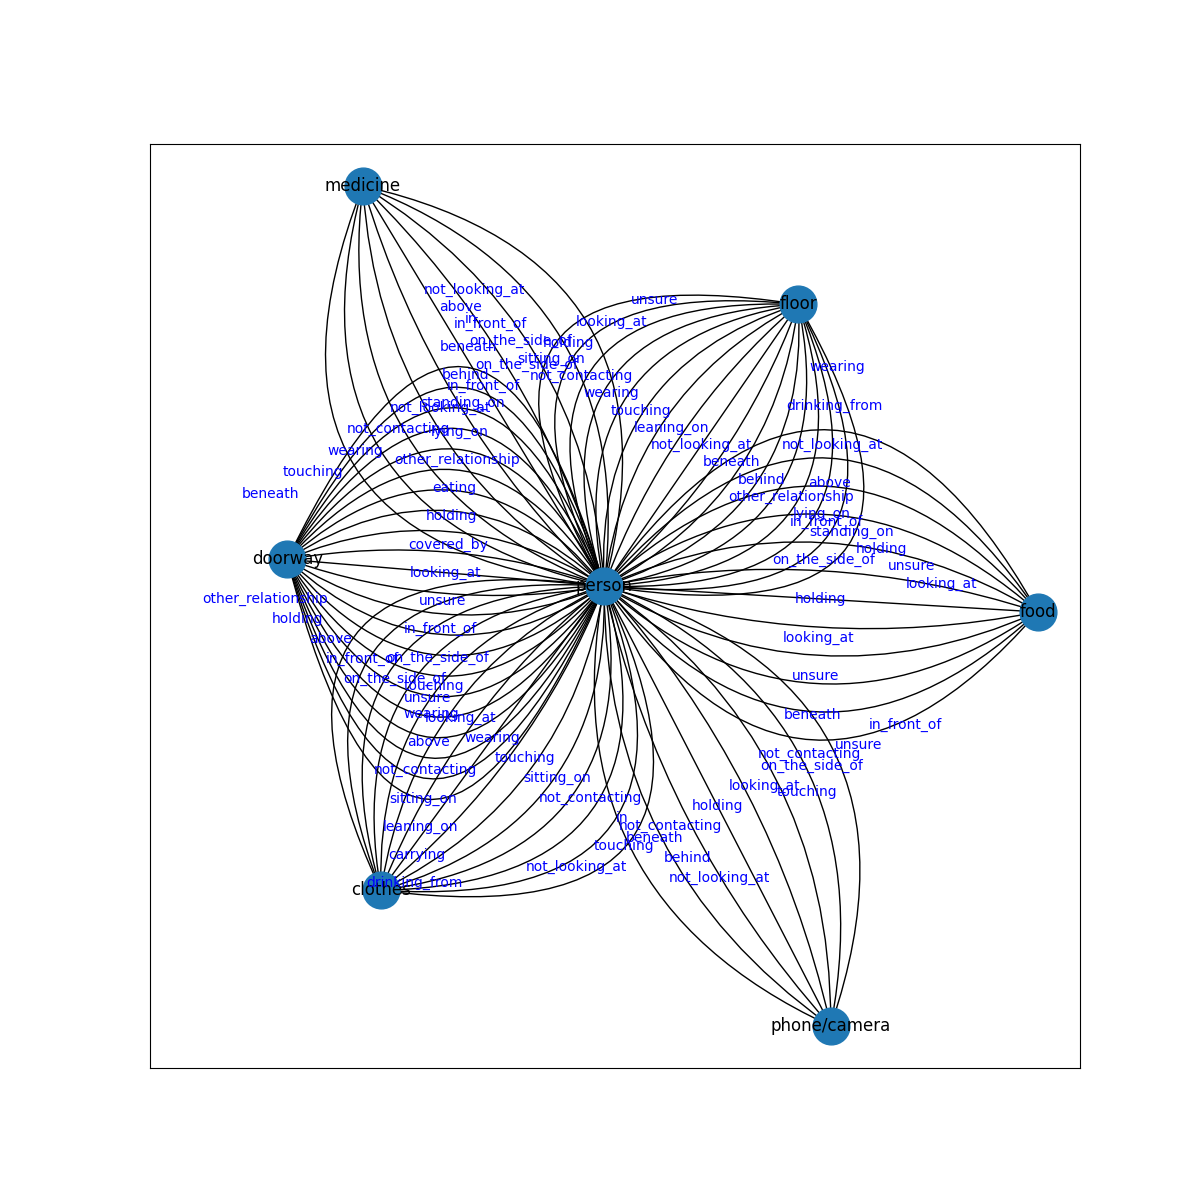 medicine
not_looking_at
above
in
in_front_of
unsure
floor
looking_at
on_the_side_of
holding
beneath
sitting_on
on_the_side_of
wearing
behind
not_contacting
in_front_of
wearing
standing_on
not_looking_at
touching
drinking_from
not_contacting
lying_on
leaning_on
wearing
not_looking_at
not_looking_at
other_relationship
beneath
touching
behind
above
eating
beneath
other_relationship
holding
lying_on
in_front_of
standing_on
covered_by
holding
doorway
on_the_side_of
unsure
looking_at
looking_at
person
other_relationship
unsure
holding
food
holding
in_front_of
above
looking_at
in_front_of
on_the_side_of
on_the_side_of
unsure
touching
unsure
wearing
looking_at
beneath
in_front_of
above
wearing
unsure
touching
not_contacting
not_contacting
on_the_side_of
sitting_on
looking_at
touching
sitting_on
not_contacting
holding
leaning_on
in
not_contacting
beneath
touching
carrying
behind
not_looking_at
not_looking_at
drinking_from
clothes
phone/camera